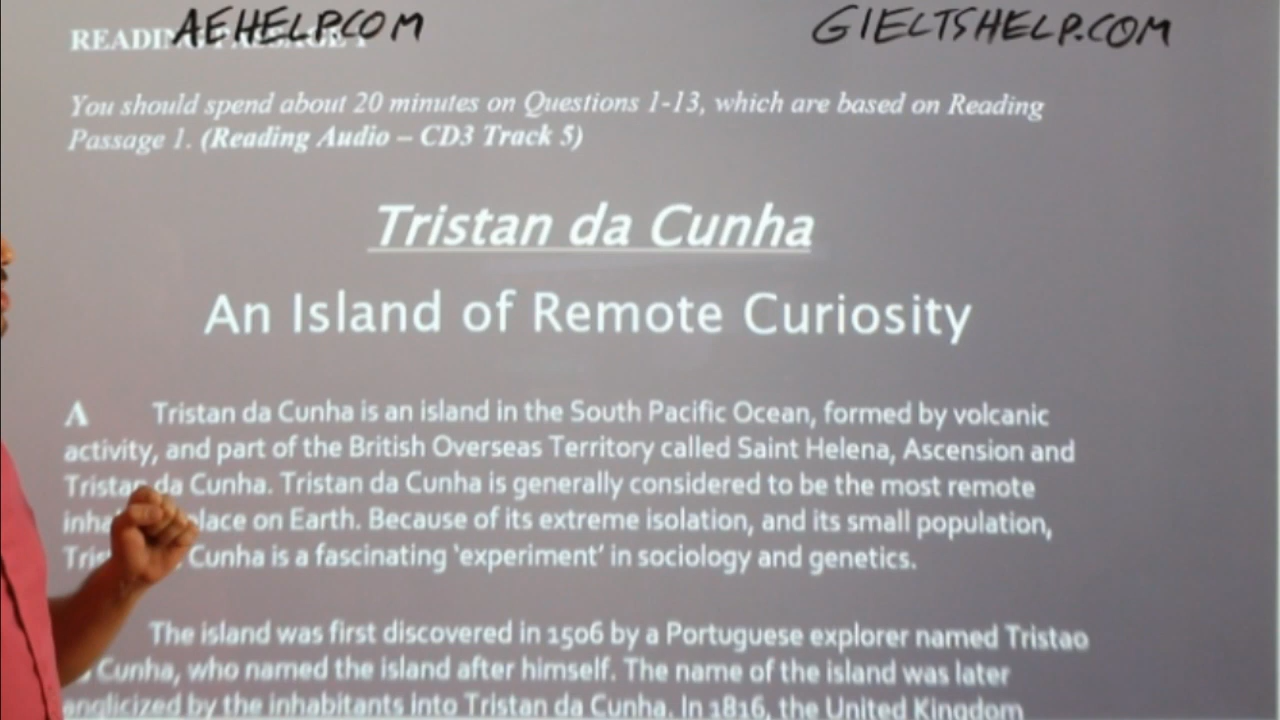 AEHELP.COM
GIELTSHELP.COM
READING PASSAGE 1
You should spend about 20 minutes on Questions 1-13, which are based on Reading
Passage 1. (Reading Audio – CD3 Track 5)
Tristan da Cunha
An Island of Remote Curiosity
A Tristan da Cunha is an island in the South Pacific Ocean, formed by volcanic
activity, and part of the British Overseas Territory called Saint Helena, Ascension and
Tristan da Cunha. Tristan da Cunha is generally considered to be the most remote
on Earth. Because of its extreme isolation, and its small population,
Cunha is a fascinating ‘experiment’ in sociology and genetics.
The island was first discovered in 1506 by a Portuguese explorer named Tristao
Cunha, who named the island after himself. The name of the island was later
anglicized by the inhabitants into Tristan da Cunha. In 1816, the United Kingdom